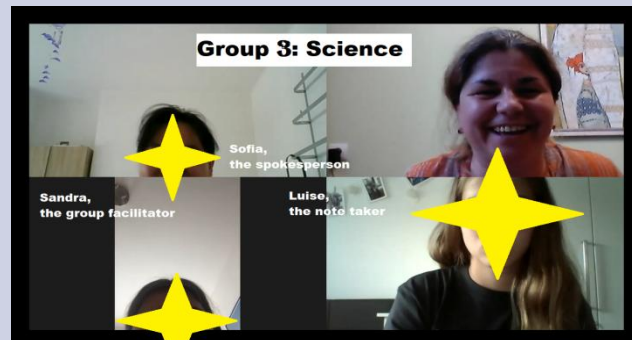 Group 3: Science
Sofia,
the spokesperson
Sandra,
the group facilitator
Luise,
the note taker